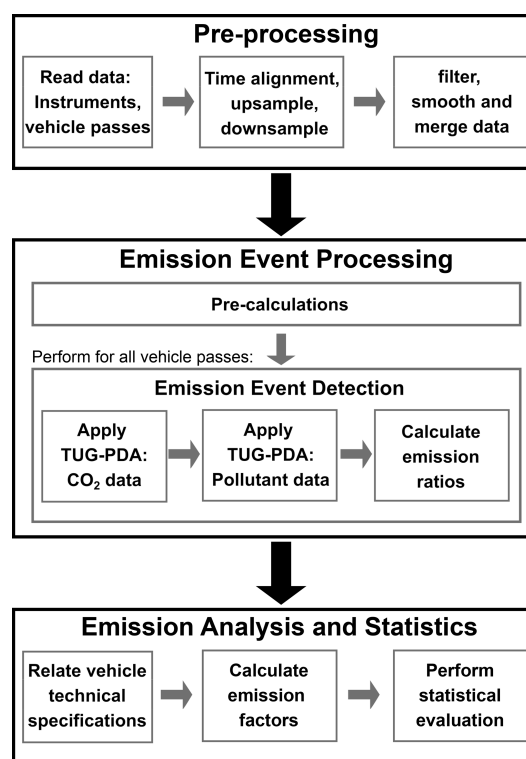 Pre-processing
Read data:
Instruments,
vehicle passes
Time alignment,
upsample,
downsample
filter,
smooth and
merge data
Emission Event Processing
Pre-calculations
Perform for all vehicle passes:
Emission Event Detection
Apply
TUG-PDA:
CO₂ data
Apply
TUG-PDA:
Pollutant data
Calculate
emission
ratios
Emission Analysis and Statistics
Relate vehicle
technical
specifications
Calculate
emission
factors
Perform
statistical
evaluation